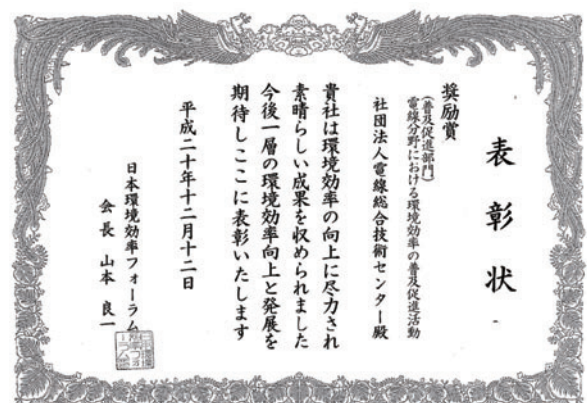 表彰状
奨励賞
(普及促進部門)
電線分野における環境効率の普及促進活動
社団法人電線総合技術センター殿
貴社は環境効率の向上に尽力され
素晴らしい成果を収められました
今後一層の環境効率向上と発展を
期待しここに表彰いたします
平成二十年十二月十二日
日本環境効率フォーラム
会長 山本 良一